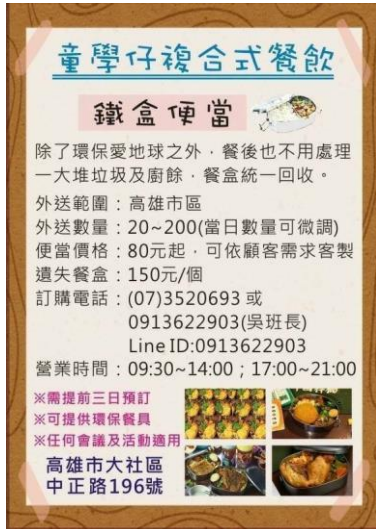 童學仔複合式餐飲
鐵盒便當
除了環保愛地球之外，餐後也不用處理
一大堆垃圾及廚餘，餐盒統一回收。
外送範圍：高雄市區
外送數量：20~200(當日數量可微調)
便當價格：80元起，可依顧客需求客製
遺失餐盒：150元/個
訂購電話：(07)3520693 或
0913622903(吳班長)
Line ID:0913622903
營業時間：09:30~14:00；17:00~21:00
※需提前三日預訂
※可提供環保餐具
※任何會議及活動適用
高雄市大社區
中正路196號